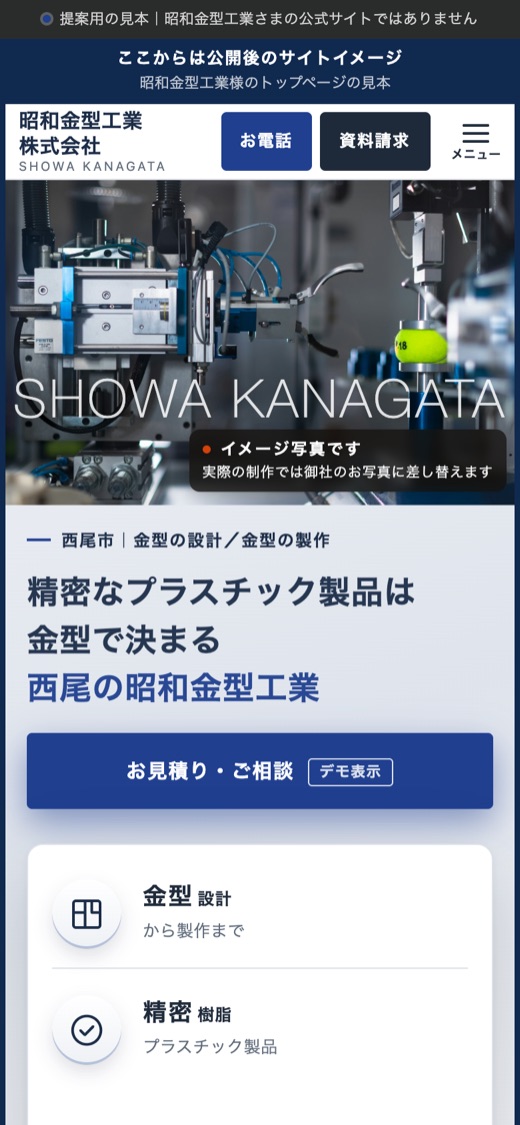 提案用の見本｜昭和金型工業さまの公式サイトではありません
ここからは公開後のサイトイメージ
昭和金型工業様のトップページの見本
昭和金型工業
株式会社
SHOWA KANAGATA
お電話
資料請求
メニュー
18
SHOWA KANAGATA
イメージ写真です
実際の制作では御社のお写真に差し替えます
西尾市｜金型の設計／金型の製作
精密なプラスチック製品は
金型で決まる
西尾の昭和金型工業
お見積り・ご相談 デモ表示
金型 設計
から製作まで
精密 樹脂
プラスチック製品